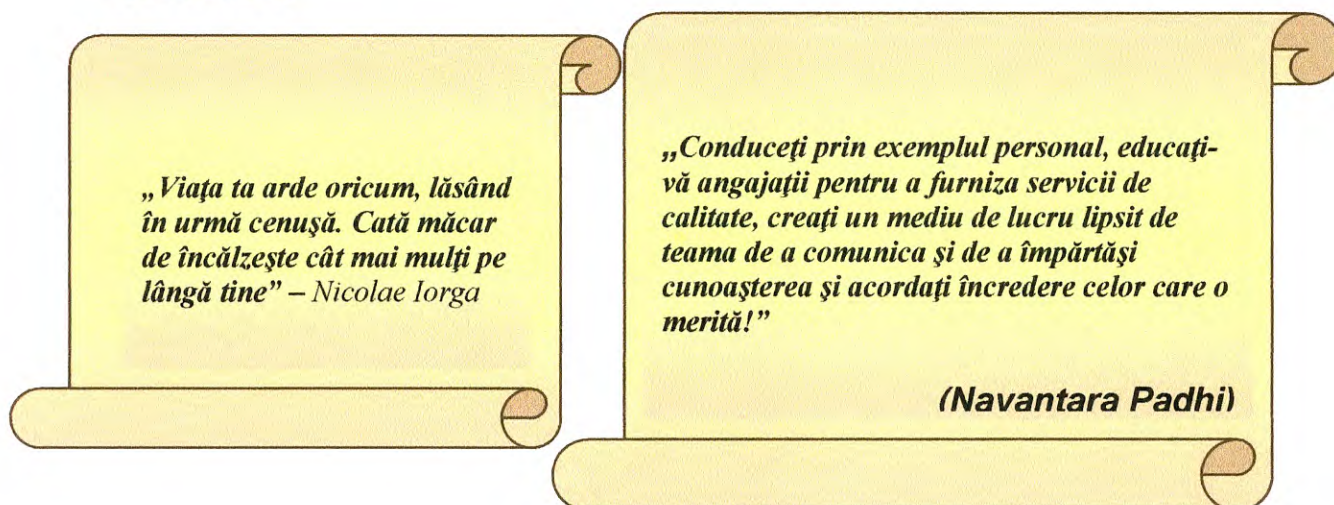 „Viaţa ta arde oricum, lăsând
în urmă cenuşă. Cată măcar
de încălzeşte cât mai mulţi pe
lângă tine” – Nicolae Iorga
„Conduceţi prin exemplul personal, educaţi-
vă angajaţii pentru a furniza servicii de
calitate, creaţi un mediu de lucru lipsit de
teama de a comunica şi de a împărtăşi
cunoaşterea şi acordaţi încredere celor care o
merită!”
(Navantara Padhi)